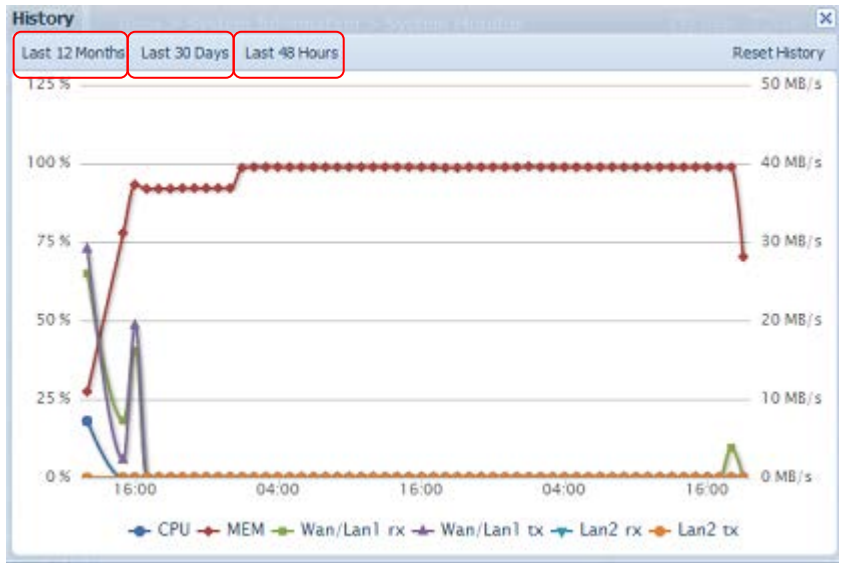 History
Last 12 Months Last 30 Days Last 48 Hours Reset History
125 % 50 MB/s
100 % 40 MB/s
75 % 30 MB/s
50 % 20 MB/s
25 % 10 MB/s
0 % 0 MB/s
16:00 04:00 16:00 04:00 16:00
CPU MEM Wan/Lan1 rx Wan/Lan1 tx Lan2 rx Lan2 tx